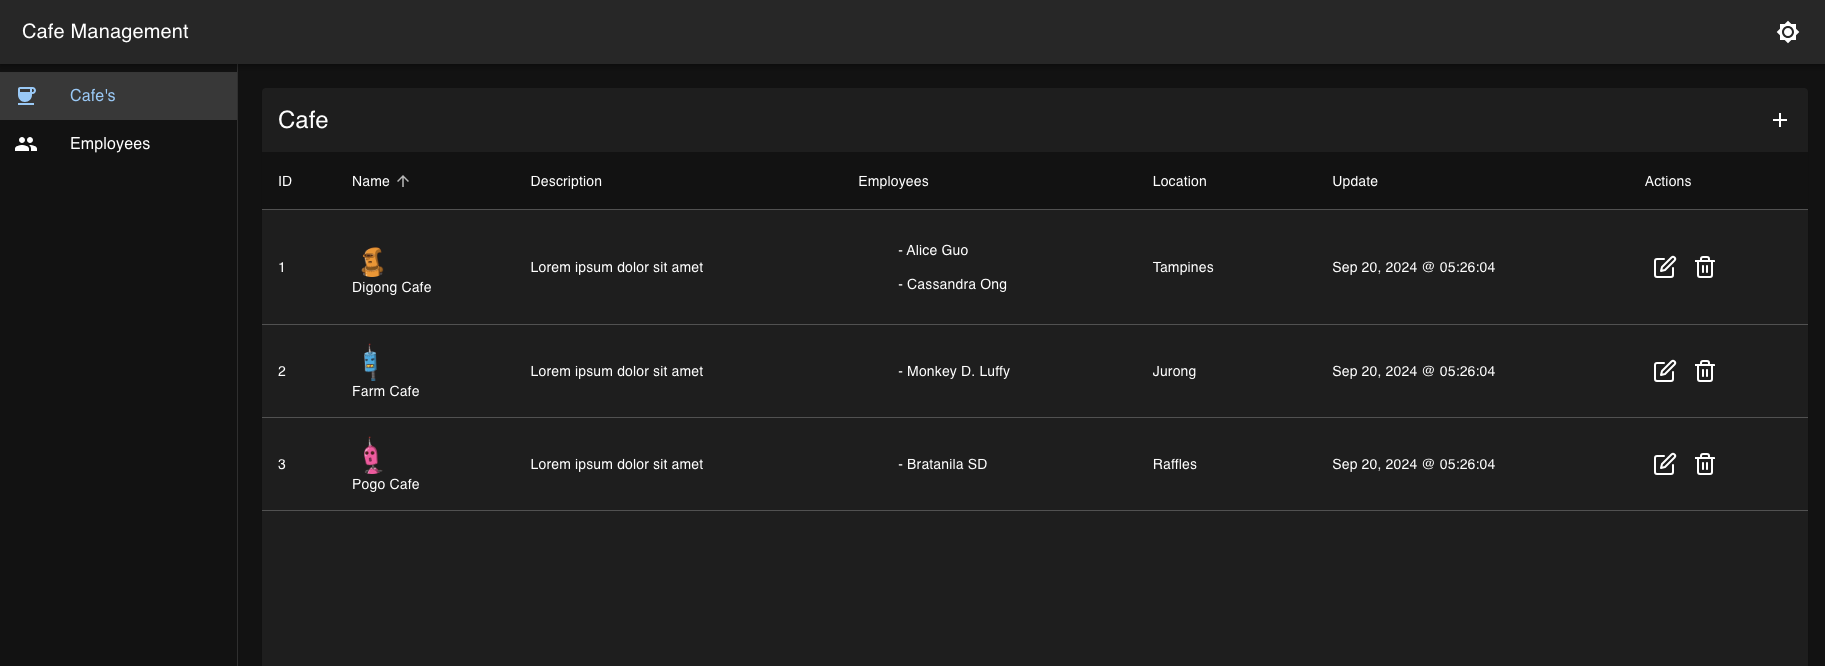 Cafe Management
Cafe's
Employees
Cafe
ID Name Description Employees Location Update Actions
1 Digong Cafe Lorem ipsum dolor sit amet - Alice Guo Tampines Sep 20, 2024 @ 05:26:04
- Cassandra Ong
2 Farm Cafe Lorem ipsum dolor sit amet - Monkey D. Luffy Jurong Sep 20, 2024 @ 05:26:04
3 Pogo Cafe Lorem ipsum dolor sit amet - Bratanila SD Raffles Sep 20, 2024 @ 05:26:04